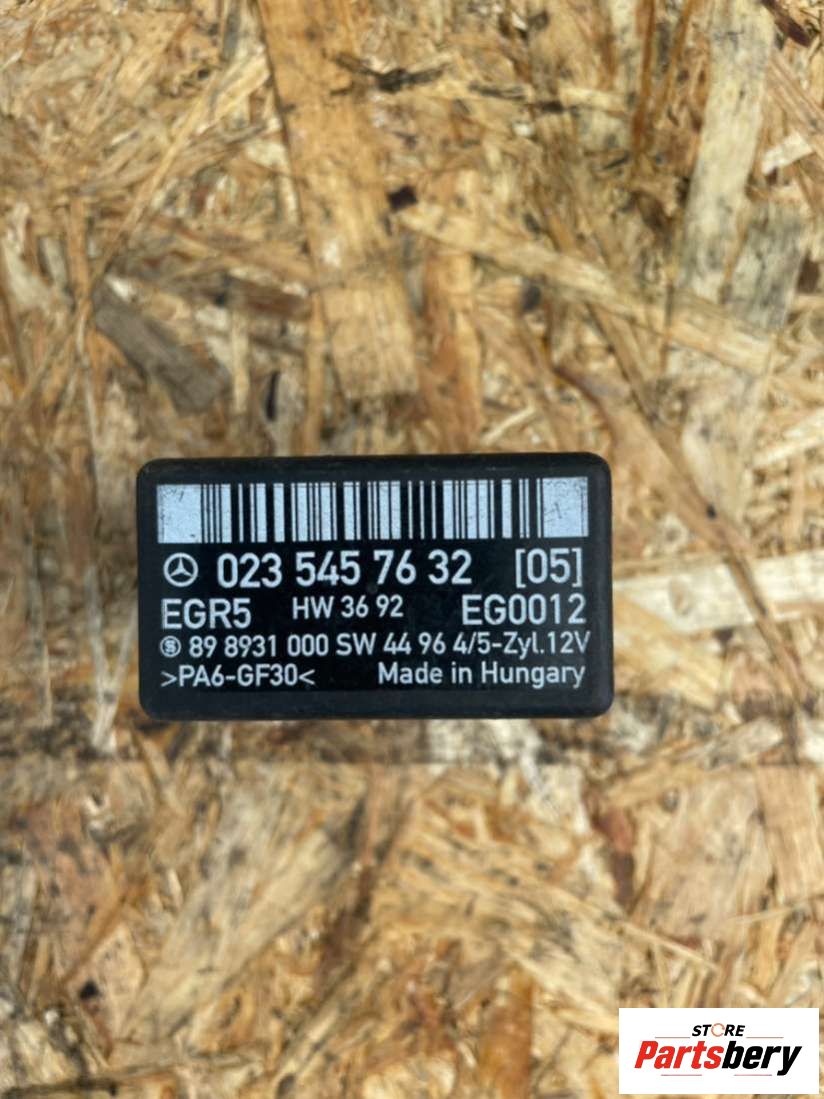 023 545 76 32 [05]
EGR5 HW 36 92 EG0012
89 8931 000 SW 44 96 4/5-Zyl.12V
>PA6-GF30< Made in Hungary
STORE
Partsbery